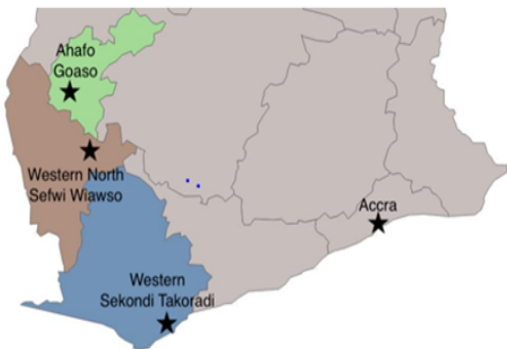 Ahafo
Goaso
Western North
Sefwi Wiawso
Accra
Western
Sekondi Takoradi